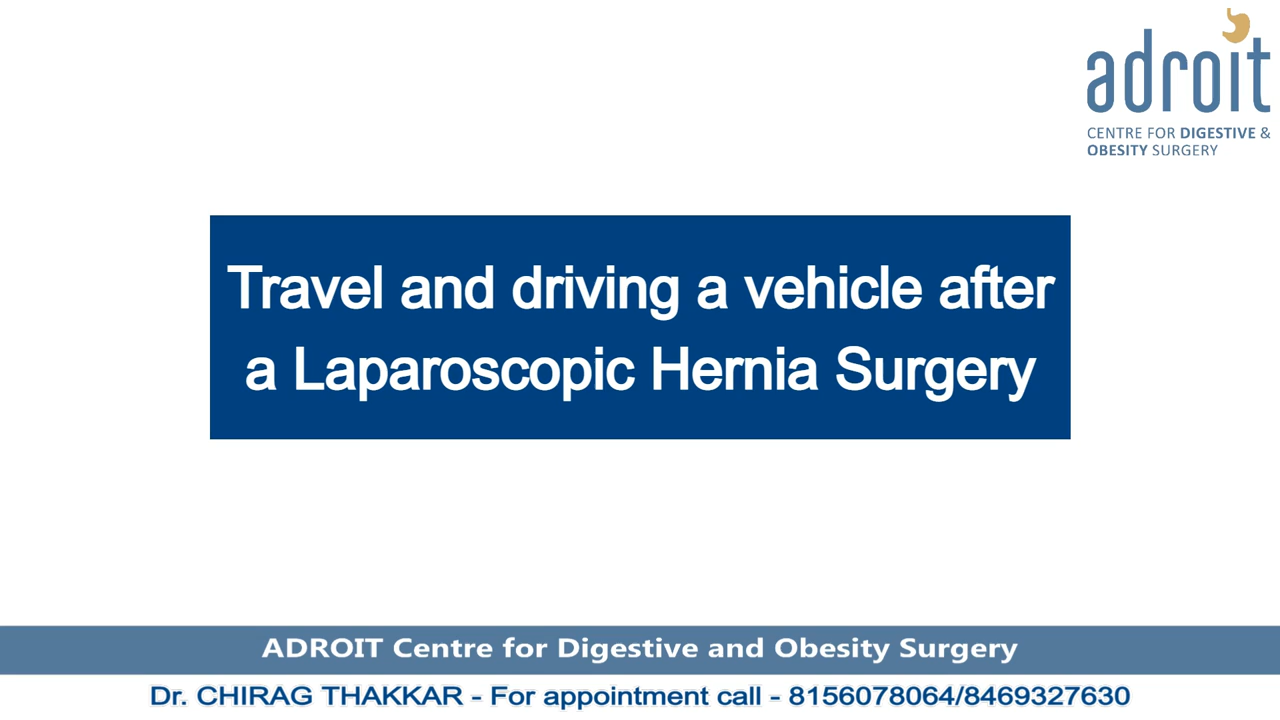 adroit
CENTRE FOR DIGESTIVE &
OBESITY SURGERY
Travel and driving a vehicle after
a Laparoscopic Hernia Surgery
ADROIT Centre for Digestive and Obesity Surgery
Dr. CHIRAG THAKKAR - For appointment call - 8156078064/8469327630